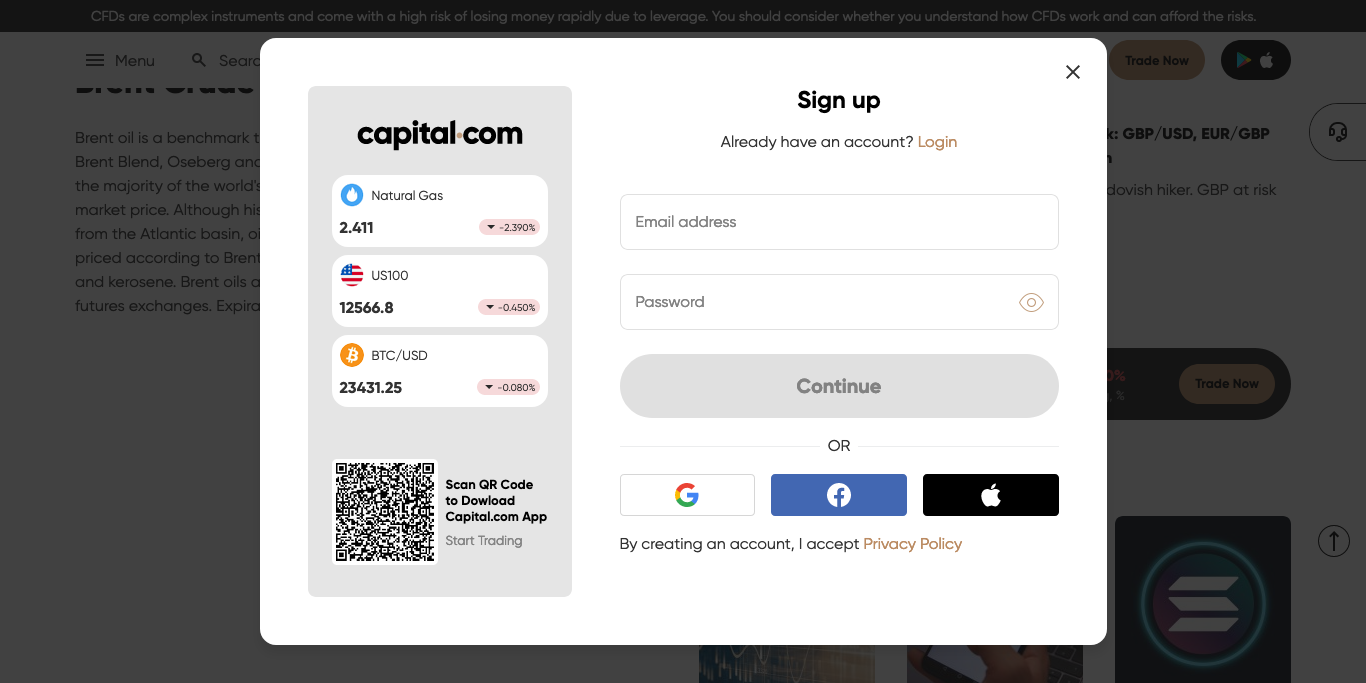 CFDs are complex instruments and come with a high risk of losing money rapidly due to leverage. You should consider whether you understand how CFDs work and can afford the risks.
Menu
Trade Now
Brent Crude
Brent oil is a benchmark
Brent Blend, Oseberg and
the majority of the world's
market price. Although his
from the Atlantic basin, oi
priced according to Brent
and kerosene. Brent oils a
futures exchanges. Expira
capital.com
Natural Gas
2.411
-2.390%
US100
12566.8
-0.450%
BTC/USD
23431.25
-0.080%
Scan QR Code
to Dowload
Capital.com App
Start Trading
Sign up
Already have an account? Login
Email address
Password
Continue
OR
By creating an account, I accept Privacy Policy
k: GBP/USD, EUR/GBP
dovish hiker. GBP at risk
Trade Now